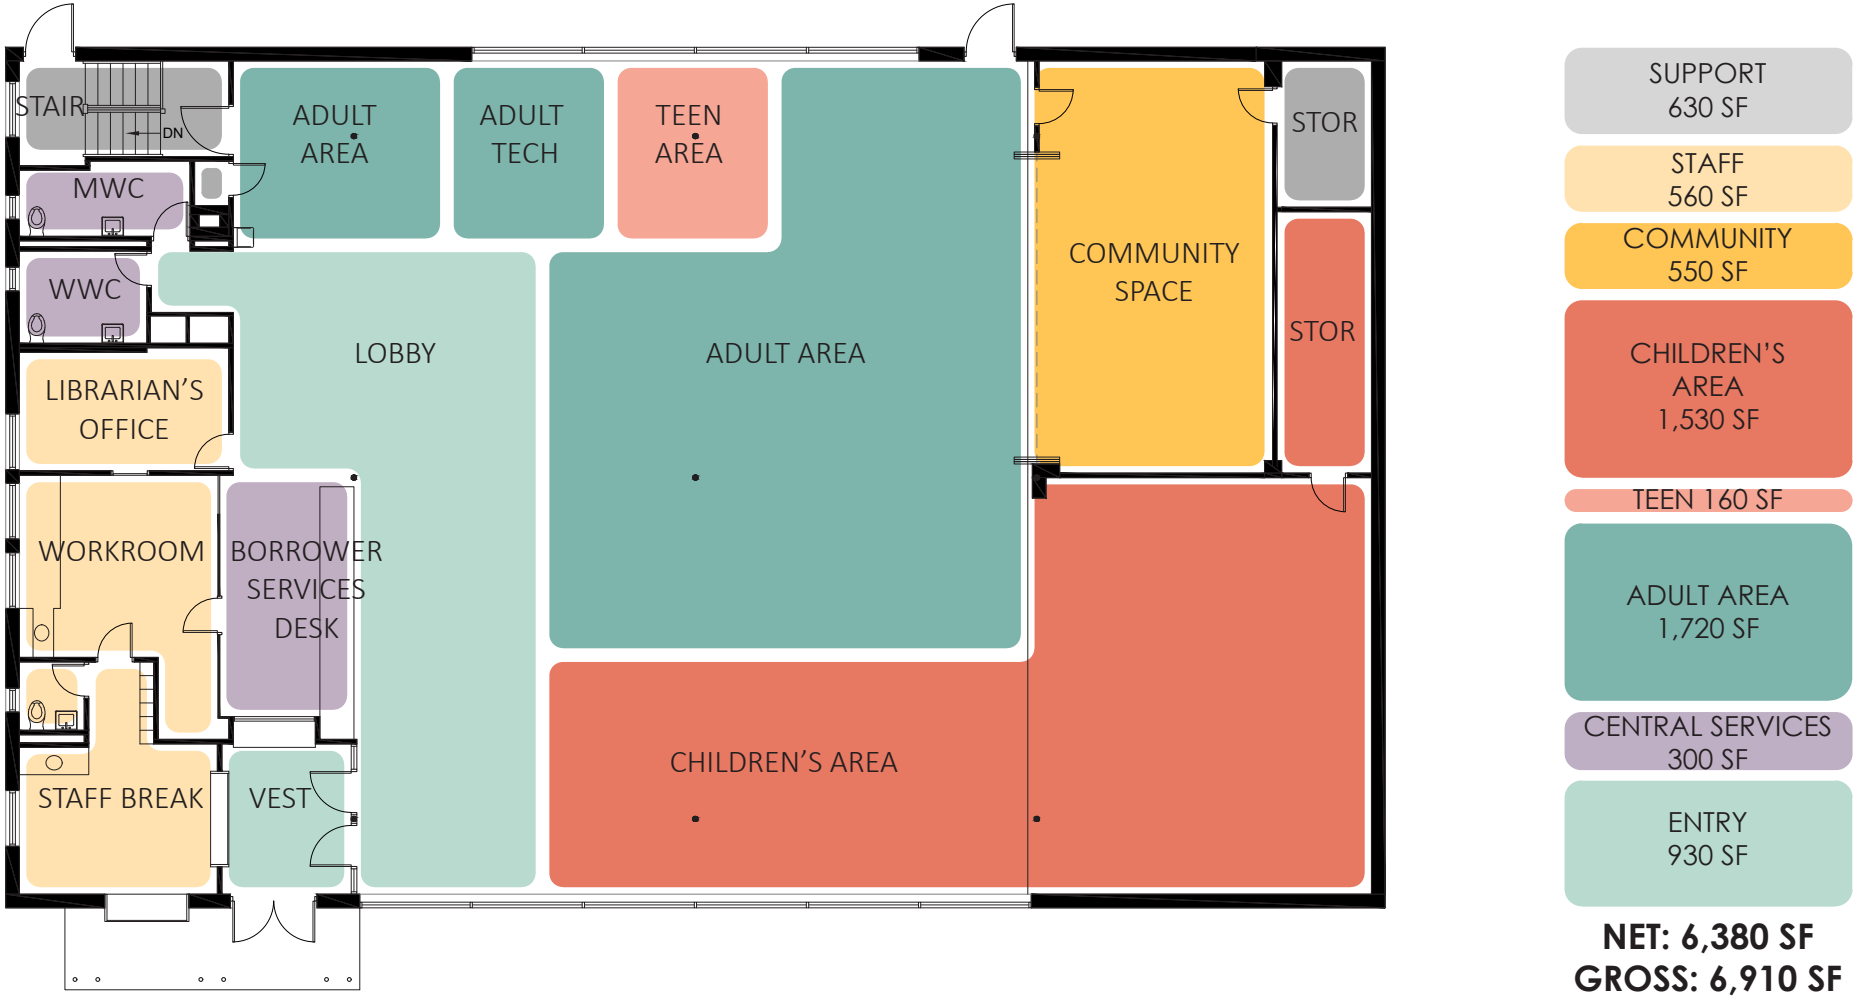 STAIR
DN
ADULT
AREA
ADULT
TECH
TEEN
AREA
STOR
MWC
WWC
COMMUNITY
SPACE
STOR
LOBBY
ADULT AREA
LIBRARIAN’S
OFFICE
WORKROOM
BORROWER
SERVICES
DESK
CHILDREN’S AREA
STAFF BREAK
VEST
SUPPORT
630 SF
STAFF
560 SF
COMMUNITY
550 SF
CHILDREN’S
AREA
1,530 SF
TEEN 160 SF
ADULT AREA
1,720 SF
CENTRAL SERVICES
300 SF
ENTRY
930 SF
NET: 6,380 SF
GROSS: 6,910 SF